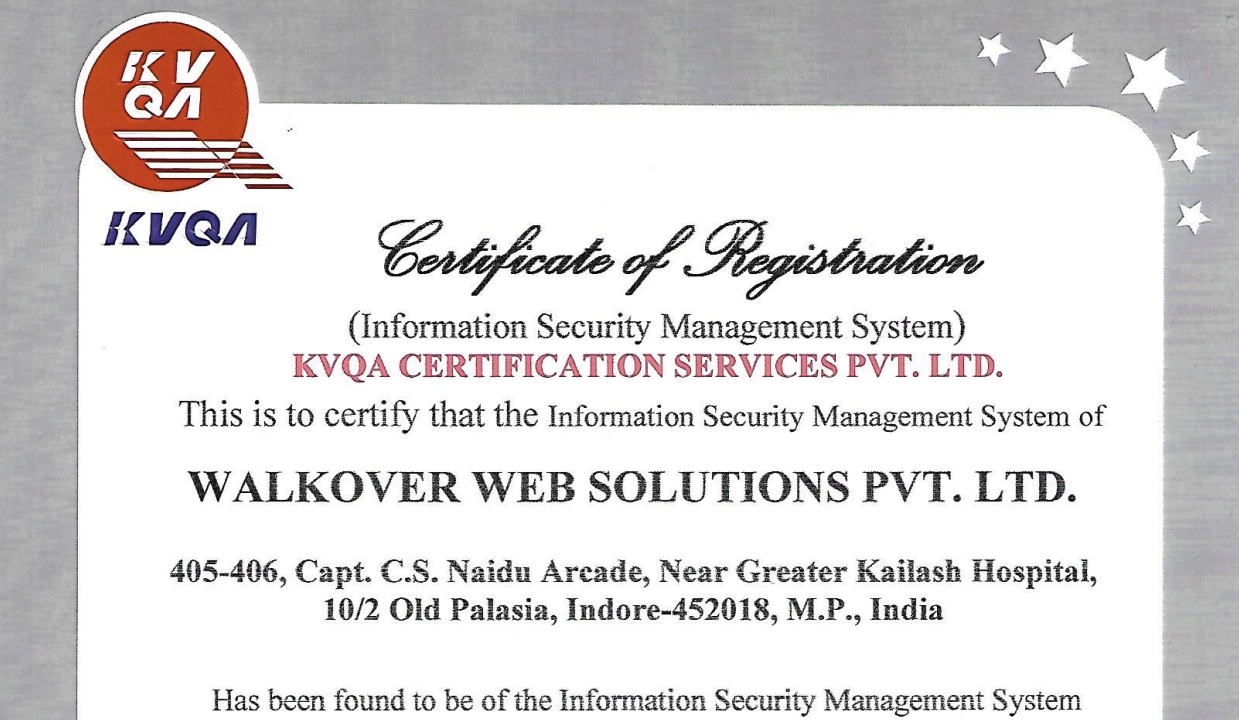 KV
QA
KVQA
Certificate of Registration
(Information Security Management System)
KVQA CERTIFICATION SERVICES PVT. LTD.
This is to certify that the Information Security Management System of
WALKOVER WEB SOLUTIONS PVT. LTD.
405-406, Capt. C.S. Naidu Arcade, Near Greater Kailash Hospital,
10/2 Old Palasia, Indore-452018, M.P., India
Has been found to be of the Information Security Management System